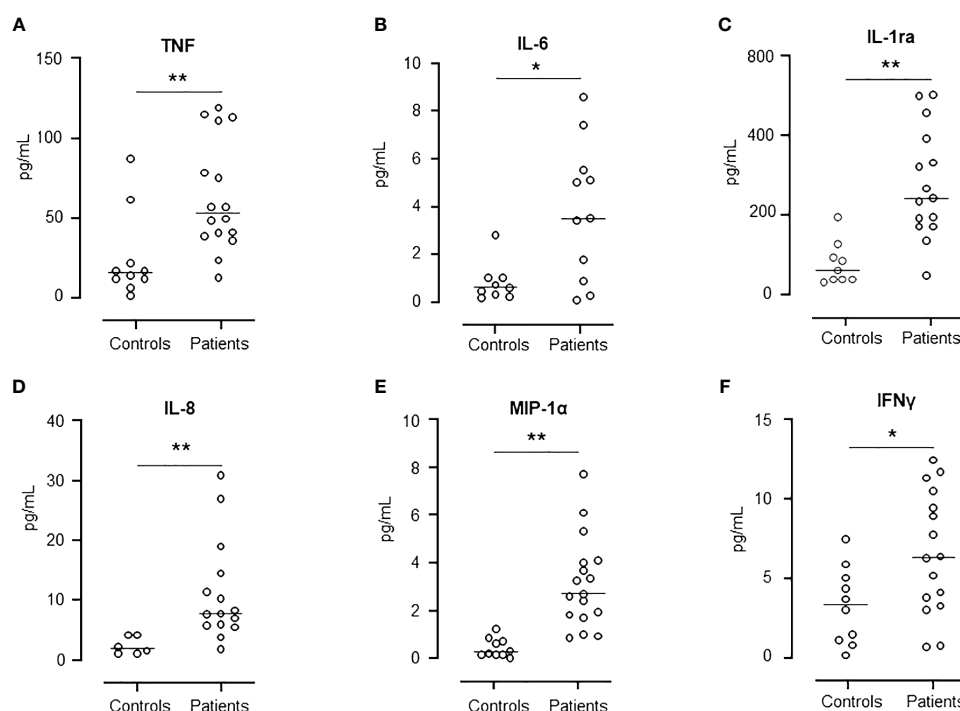 A
TNF
150
**
100
50
0
pg/mL
Controls Patients
B
IL-6
10
*
8
6
4
2
0
pg/mL
Controls Patients
C
IL-1ra
800
**
400
200
0
pg/mL
Controls Patients
D
IL-8
40
**
30
20
10
0
pg/mL
Controls Patients
E
MIP-1α
10
**
8
6
4
2
0
pg/mL
Controls Patients
F
IFNγ
15
*
10
5
0
pg/mL
Controls Patients